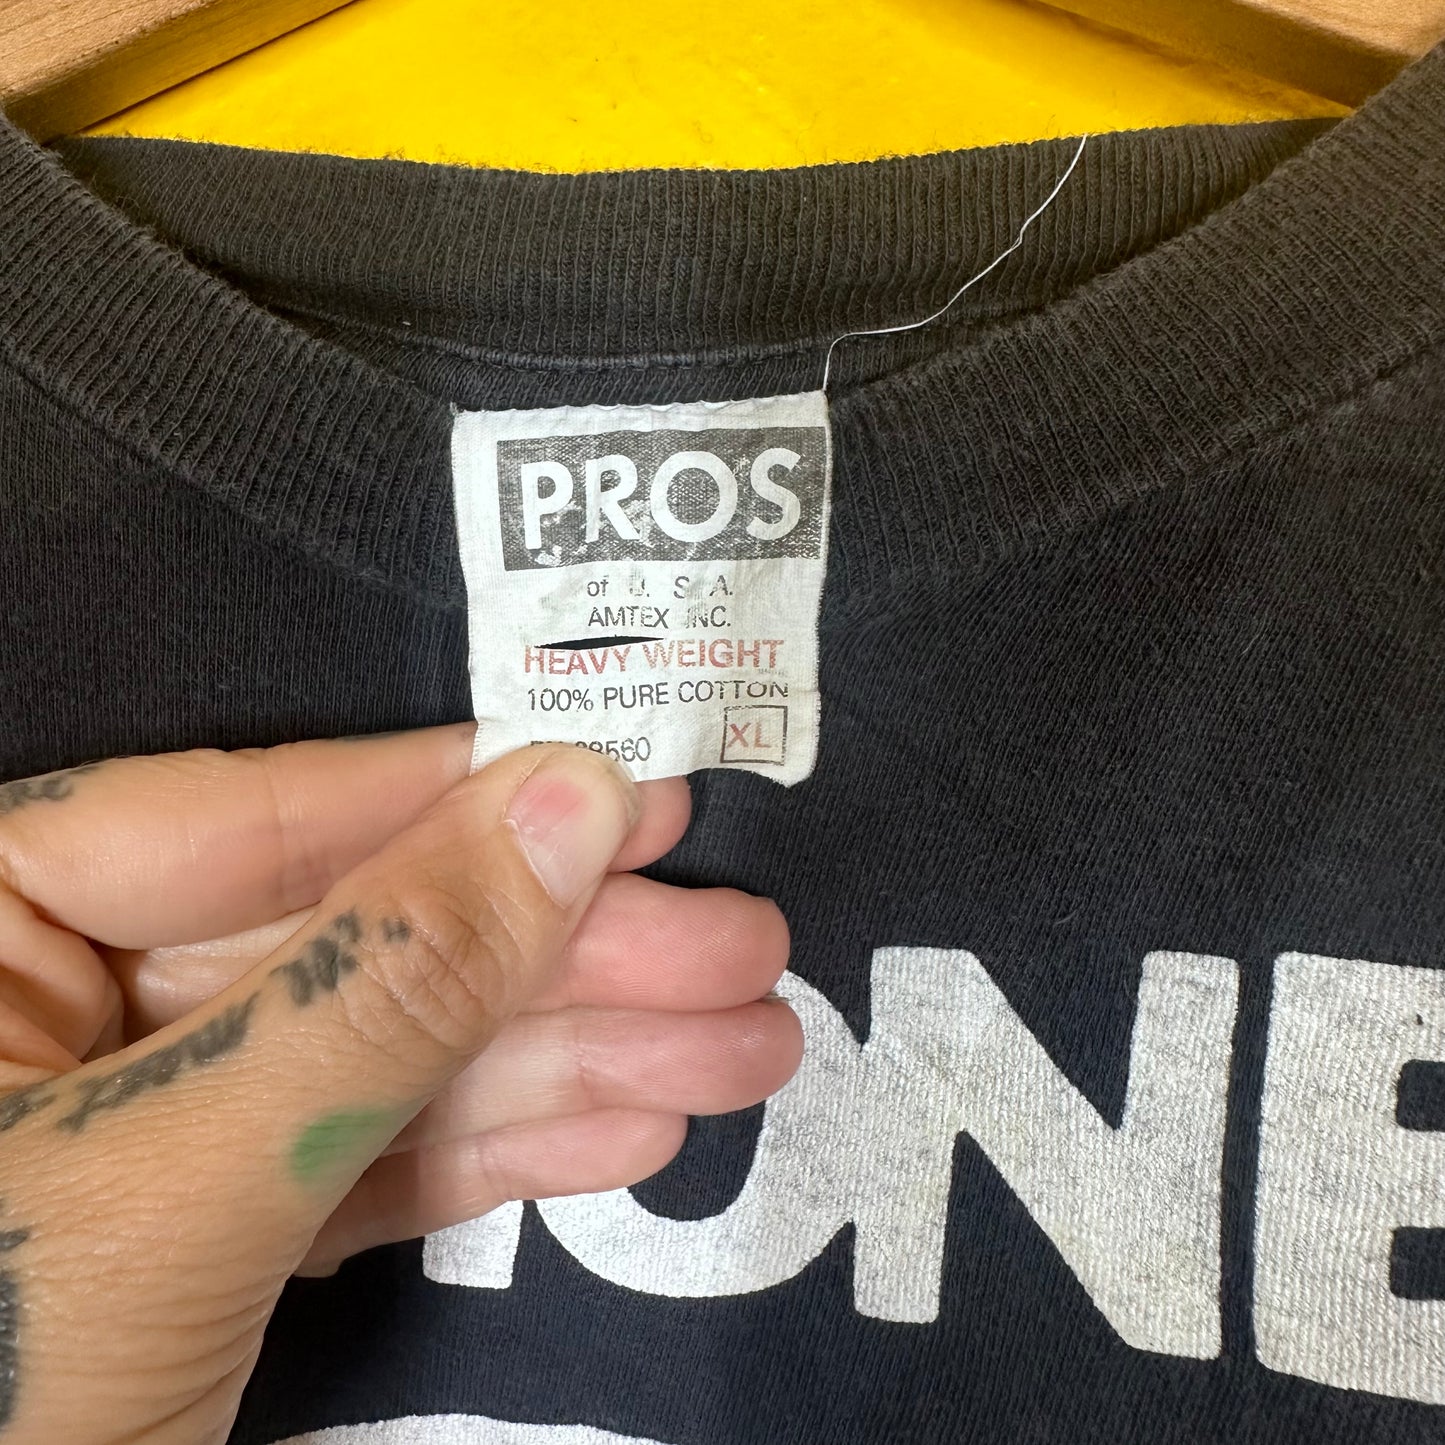 PROS
of U. S. A.
AMTEX INC.
HEAVY WEIGHT
100% PURE COTTON
XL
ONE